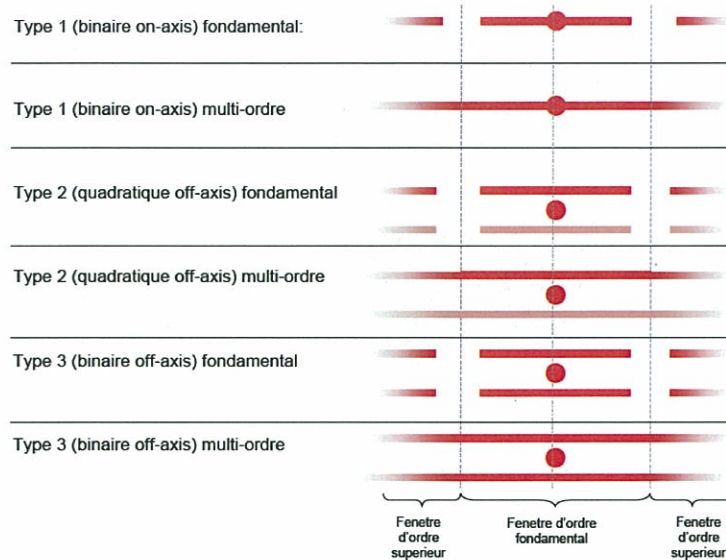 Type 1 (binaire on-axis) fondamental:
Type 1 (binaire on-axis) multi-ordre
Type 2 (quadratique off-axis) fondamental
Type 2 (quadratique off-axis) multi-ordre
Type 3 (binaire off-axis) fondamental
Type 3 (binaire off-axis) multi-ordre
Fenetre
d'ordre
superieur
Fenetre d'ordre
fondamental
Fenetre
d'ordre
superieur